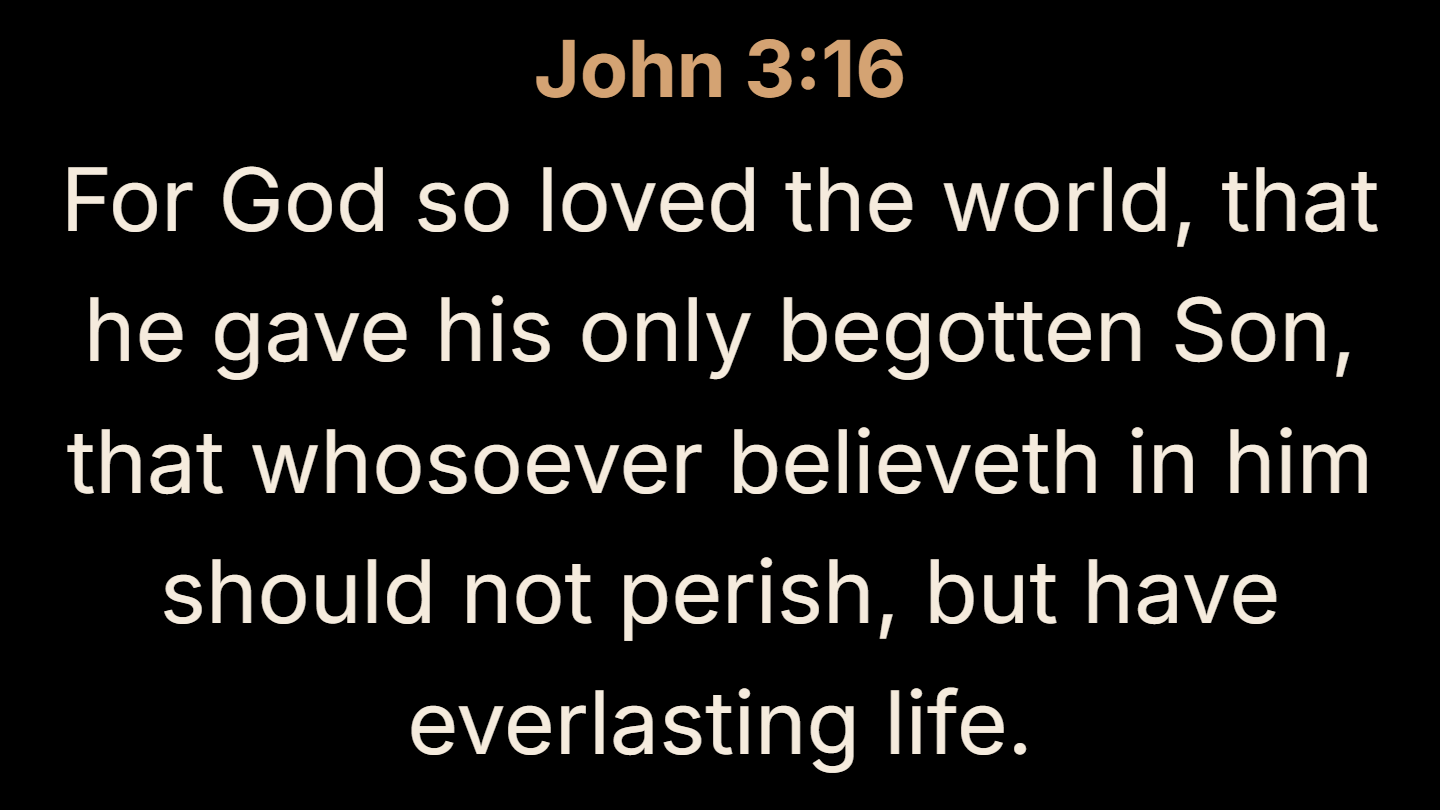 John 3:16
For God so loved the world, that
he gave his only begotten Son,
that whosoever believeth in him
should not perish, but have
everlasting life.